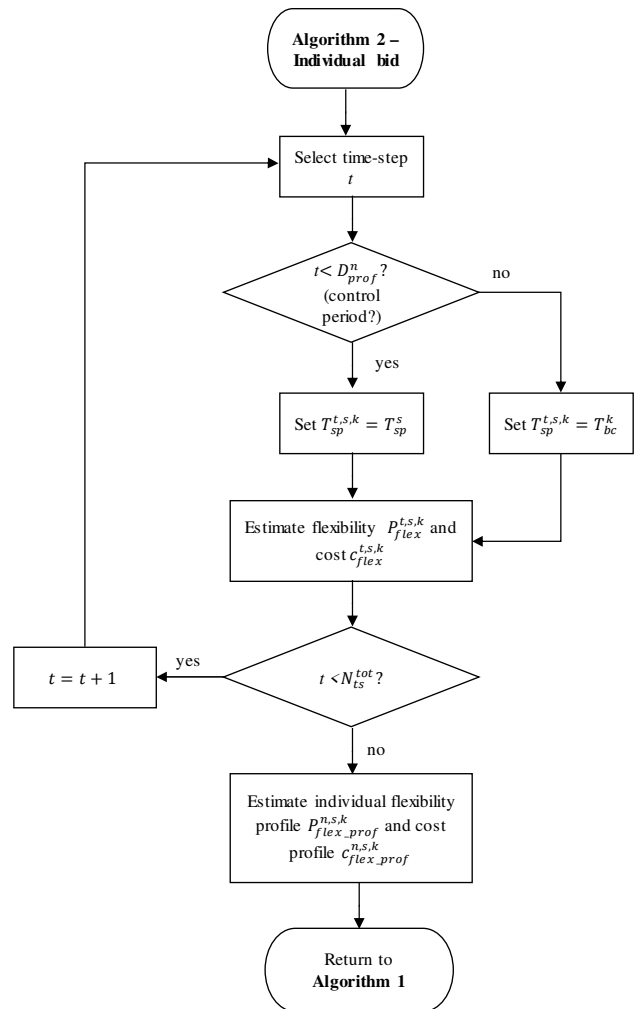 Algorithm 2 –
Individual bid
Select time-step
t
t< D^n_prof ?
(control
period?)
no
yes
Set T^{t,s,k}_sp = T^s_sp
Set T^{t,s,k}_sp = T^k_bc
Estimate flexibility P^{t,s,k}_flex and
cost c^{t,s,k}_flex
t = t + 1
yes
t <N^tot_ts ?
no
Estimate individual flexibility
profile P^{n,s,k}_flex_prof and cost
profile c^{n,s,k}_flex_prof
Return to
Algorithm 1